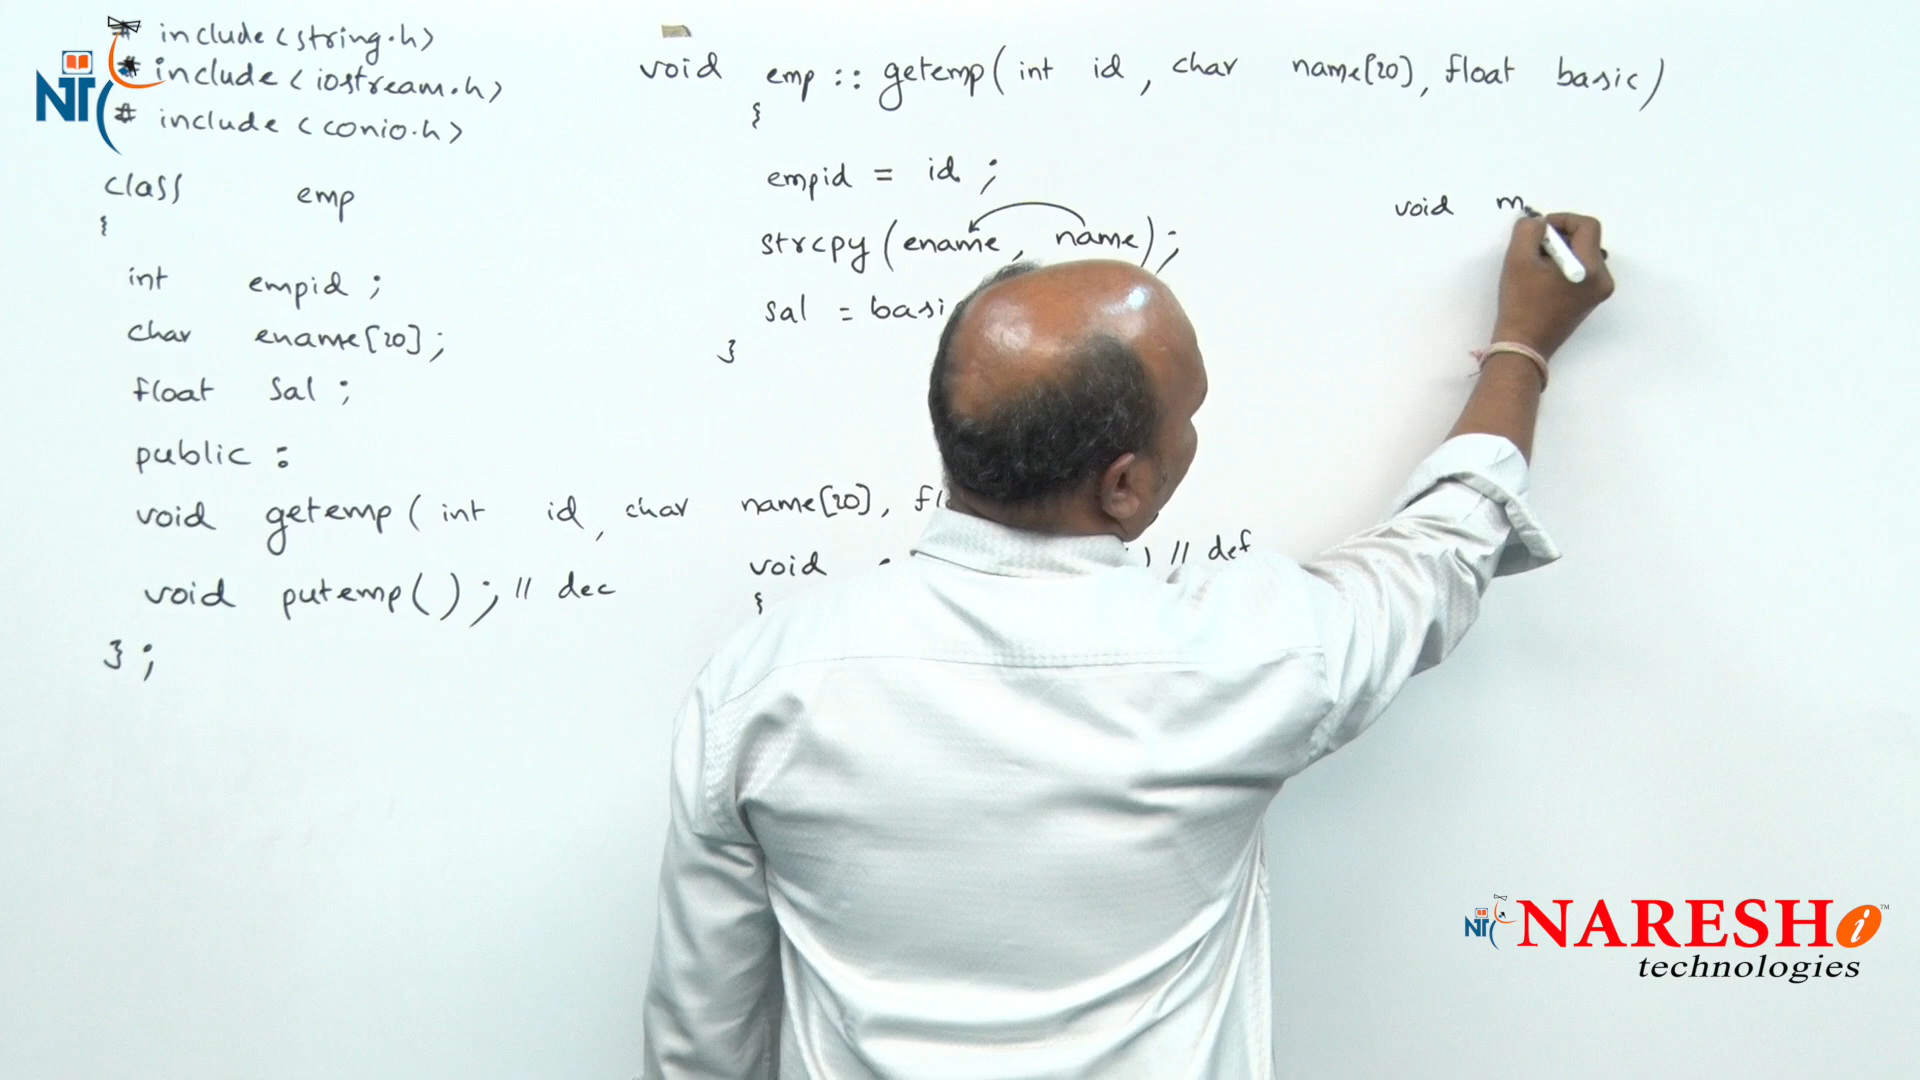 # include <string.h>
# include <iostream.h>
# include <conio.h>
class emp
{
int empid ;
char ename[20] ;
float sal ;
public :
void getemp ( int id , char name[20] ,
void putemp ( ) ; // dec
} ;
void emp :: getemp ( int id , char name[20] , float basic )
{
empid = id ;
strcpy ( ename , name ) ;
sal = basi
}
void ) // def
{
void m
NTC
NARESH i ™
technologies